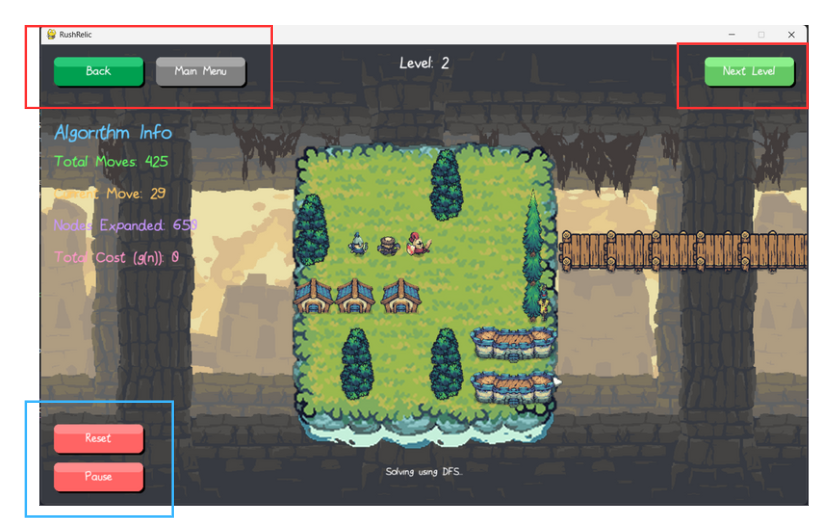 RushRelic
Back
Main Menu
Level: 2
Next Level
Algorithm Info
Total Moves: 425
Current Move: 29
Nodes Expanded: 658
Total Cost (g(n)): 0
Reset
Pause
Solving using DFS...